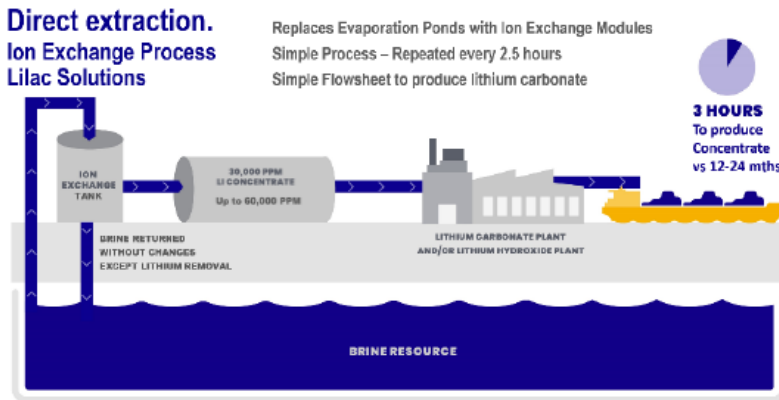 Direct extraction.
Ion Exchange Process
Lilac Solutions
Replaces Evaporation Ponds with Ion Exchange Modules
Simple Process – Repeated every 2.5 hours
Simple Flowsheet to produce lithium carbonate
3 HOURS
To produce
Concentrate
vs 12-24 mths
ION
EXCHANGE
TANK
30,000 PPM
LI CONCENTRATE
Up to 60,000 PPM
BRINE RETURNED
WITHOUT CHANGES
EXCEPT LITHIUM REMOVAL
LITHIUM CARBONATE PLANT
AND/OR LITHIUM HYDROXIDE PLANT
BRINE RESOURCE